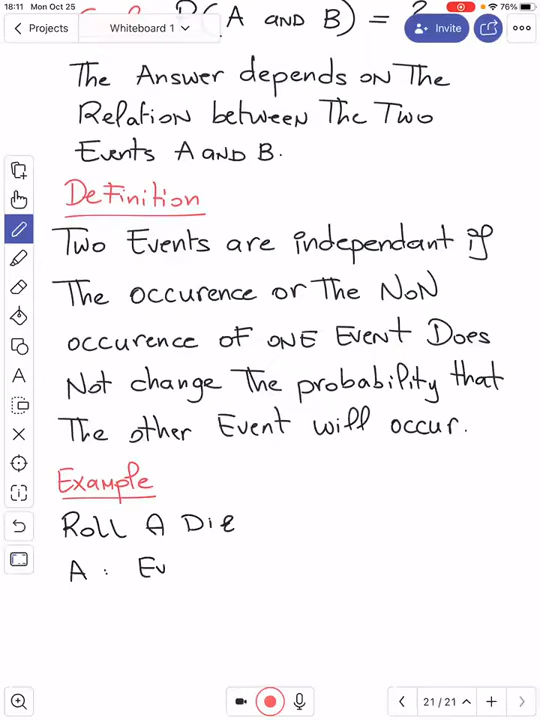 18:11 Mon Oct 25
76%
Projects
Whiteboard 1
Invite
P(A AND B) = ?
The Answer depends on The
Relation between The Two
Events A AND B.
Definition
Two Events are independant if
The occurence or The NON
occurence of ONE Event Does
Not change The probability that
The other Event will occur.
Example
Roll A Die
A : Ev
21/21